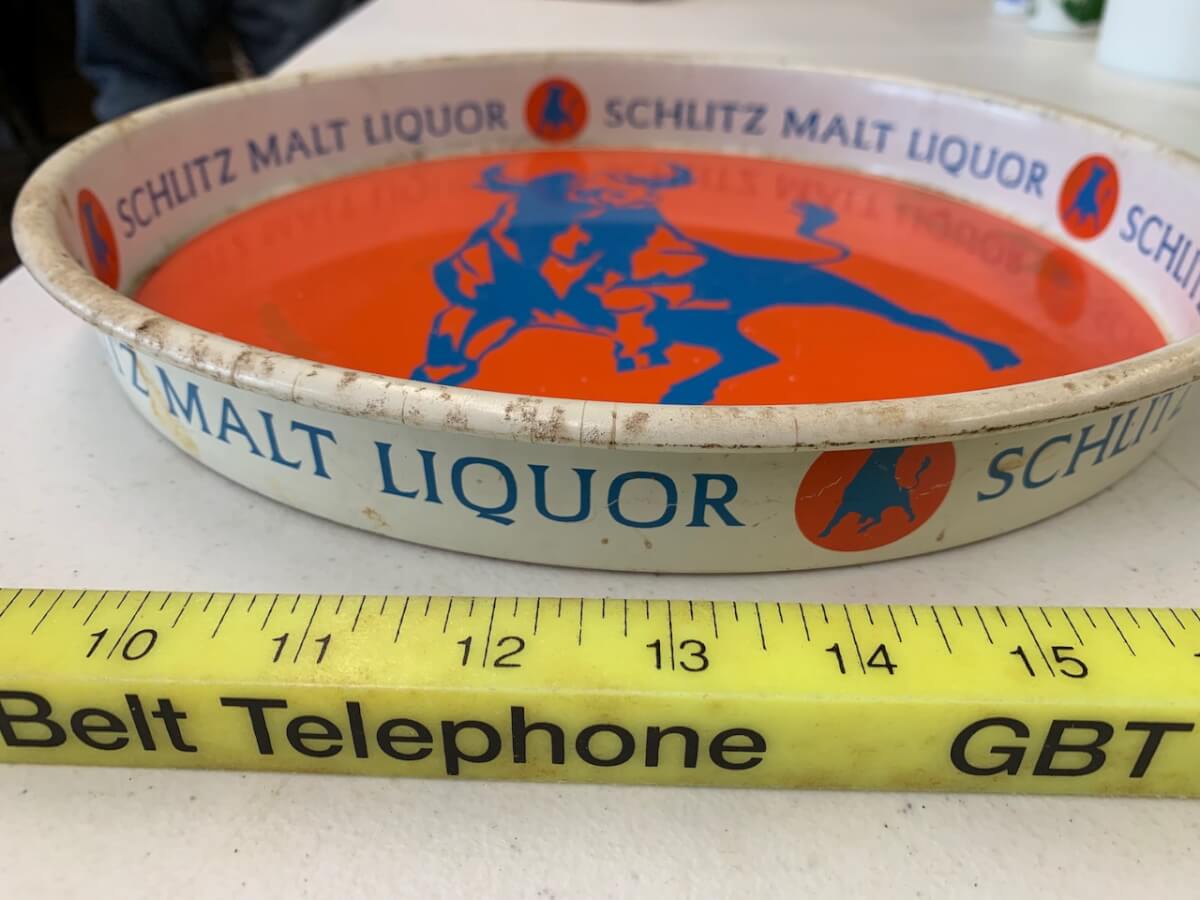 SCHLITZ MALT LIQUOR SCHLITZ MALT LIQUOR SCHLI
TZ MALT LIQUOR SCHLITZ
10 11 12 13 14 15
Belt Telephone GBT